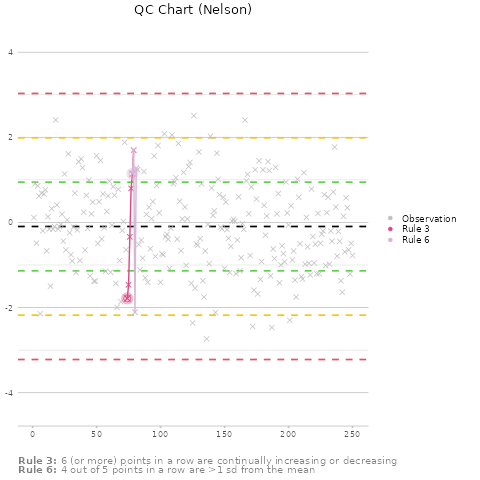 QC Chart (Nelson)
4
2
0
-2
-4
0
50
100
150
200
250
Observation
Rule 3
Rule 6
Rule 3: 6 (or more) points in a row are continually increasing or decreasing
Rule 6: 4 out of 5 points in a row are >1 sd from the mean